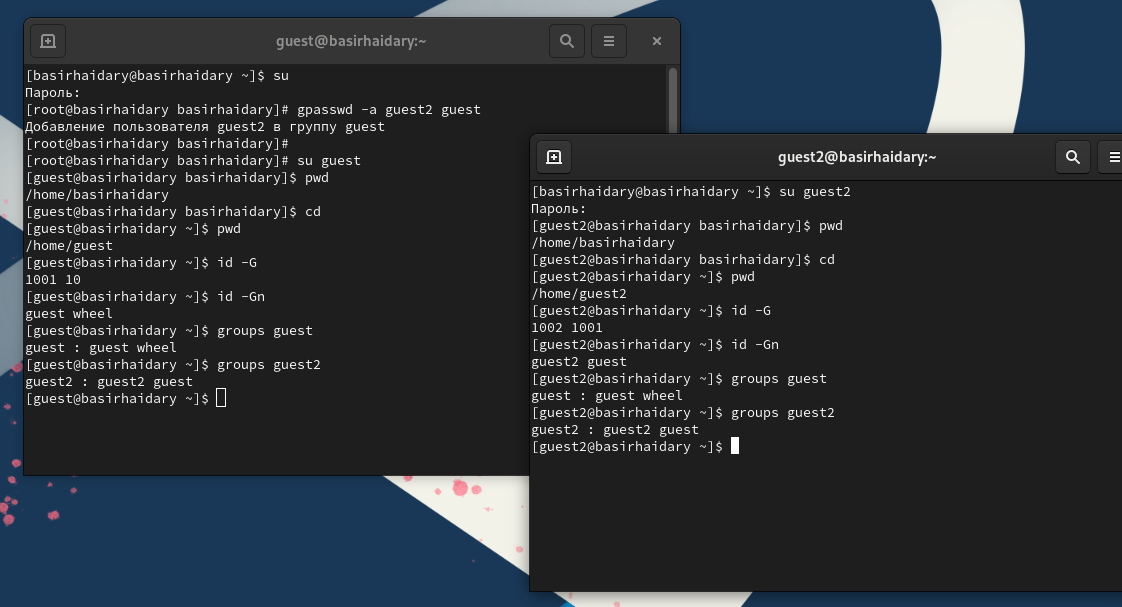 guest@basirhaidary:~
[basirhaidary@basirhaidary ~]$ su
Пароль:
[root@basirhaidary basirhaidary]# gpasswd -a guest2 guest
Добавление пользователя guest2 в группу guest
[root@basirhaidary basirhaidary]#
[root@basirhaidary basirhaidary]# su guest
[guest@basirhaidary basirhaidary]$ pwd
/home/basirhaidary
[guest@basirhaidary basirhaidary]$ cd
[guest@basirhaidary ~]$ pwd
/home/guest
[guest@basirhaidary ~]$ id -G
1001 10
[guest@basirhaidary ~]$ id -Gn
guest wheel
[guest@basirhaidary ~]$ groups guest
guest : guest wheel
[guest@basirhaidary ~]$ groups guest2
guest2 : guest2 guest
[guest@basirhaidary ~]$
guest2@basirhaidary:~
[basirhaidary@basirhaidary ~]$ su guest2
Пароль:
[guest2@basirhaidary basirhaidary]$ pwd
/home/basirhaidary
[guest2@basirhaidary basirhaidary]$ cd
[guest2@basirhaidary ~]$ pwd
/home/guest2
[guest2@basirhaidary ~]$ id -G
1002 1001
[guest2@basirhaidary ~]$ id -Gn
guest2 guest
[guest2@basirhaidary ~]$ groups guest
guest : guest wheel
[guest2@basirhaidary ~]$ groups guest2
guest2 : guest2 guest
[guest2@basirhaidary ~]$